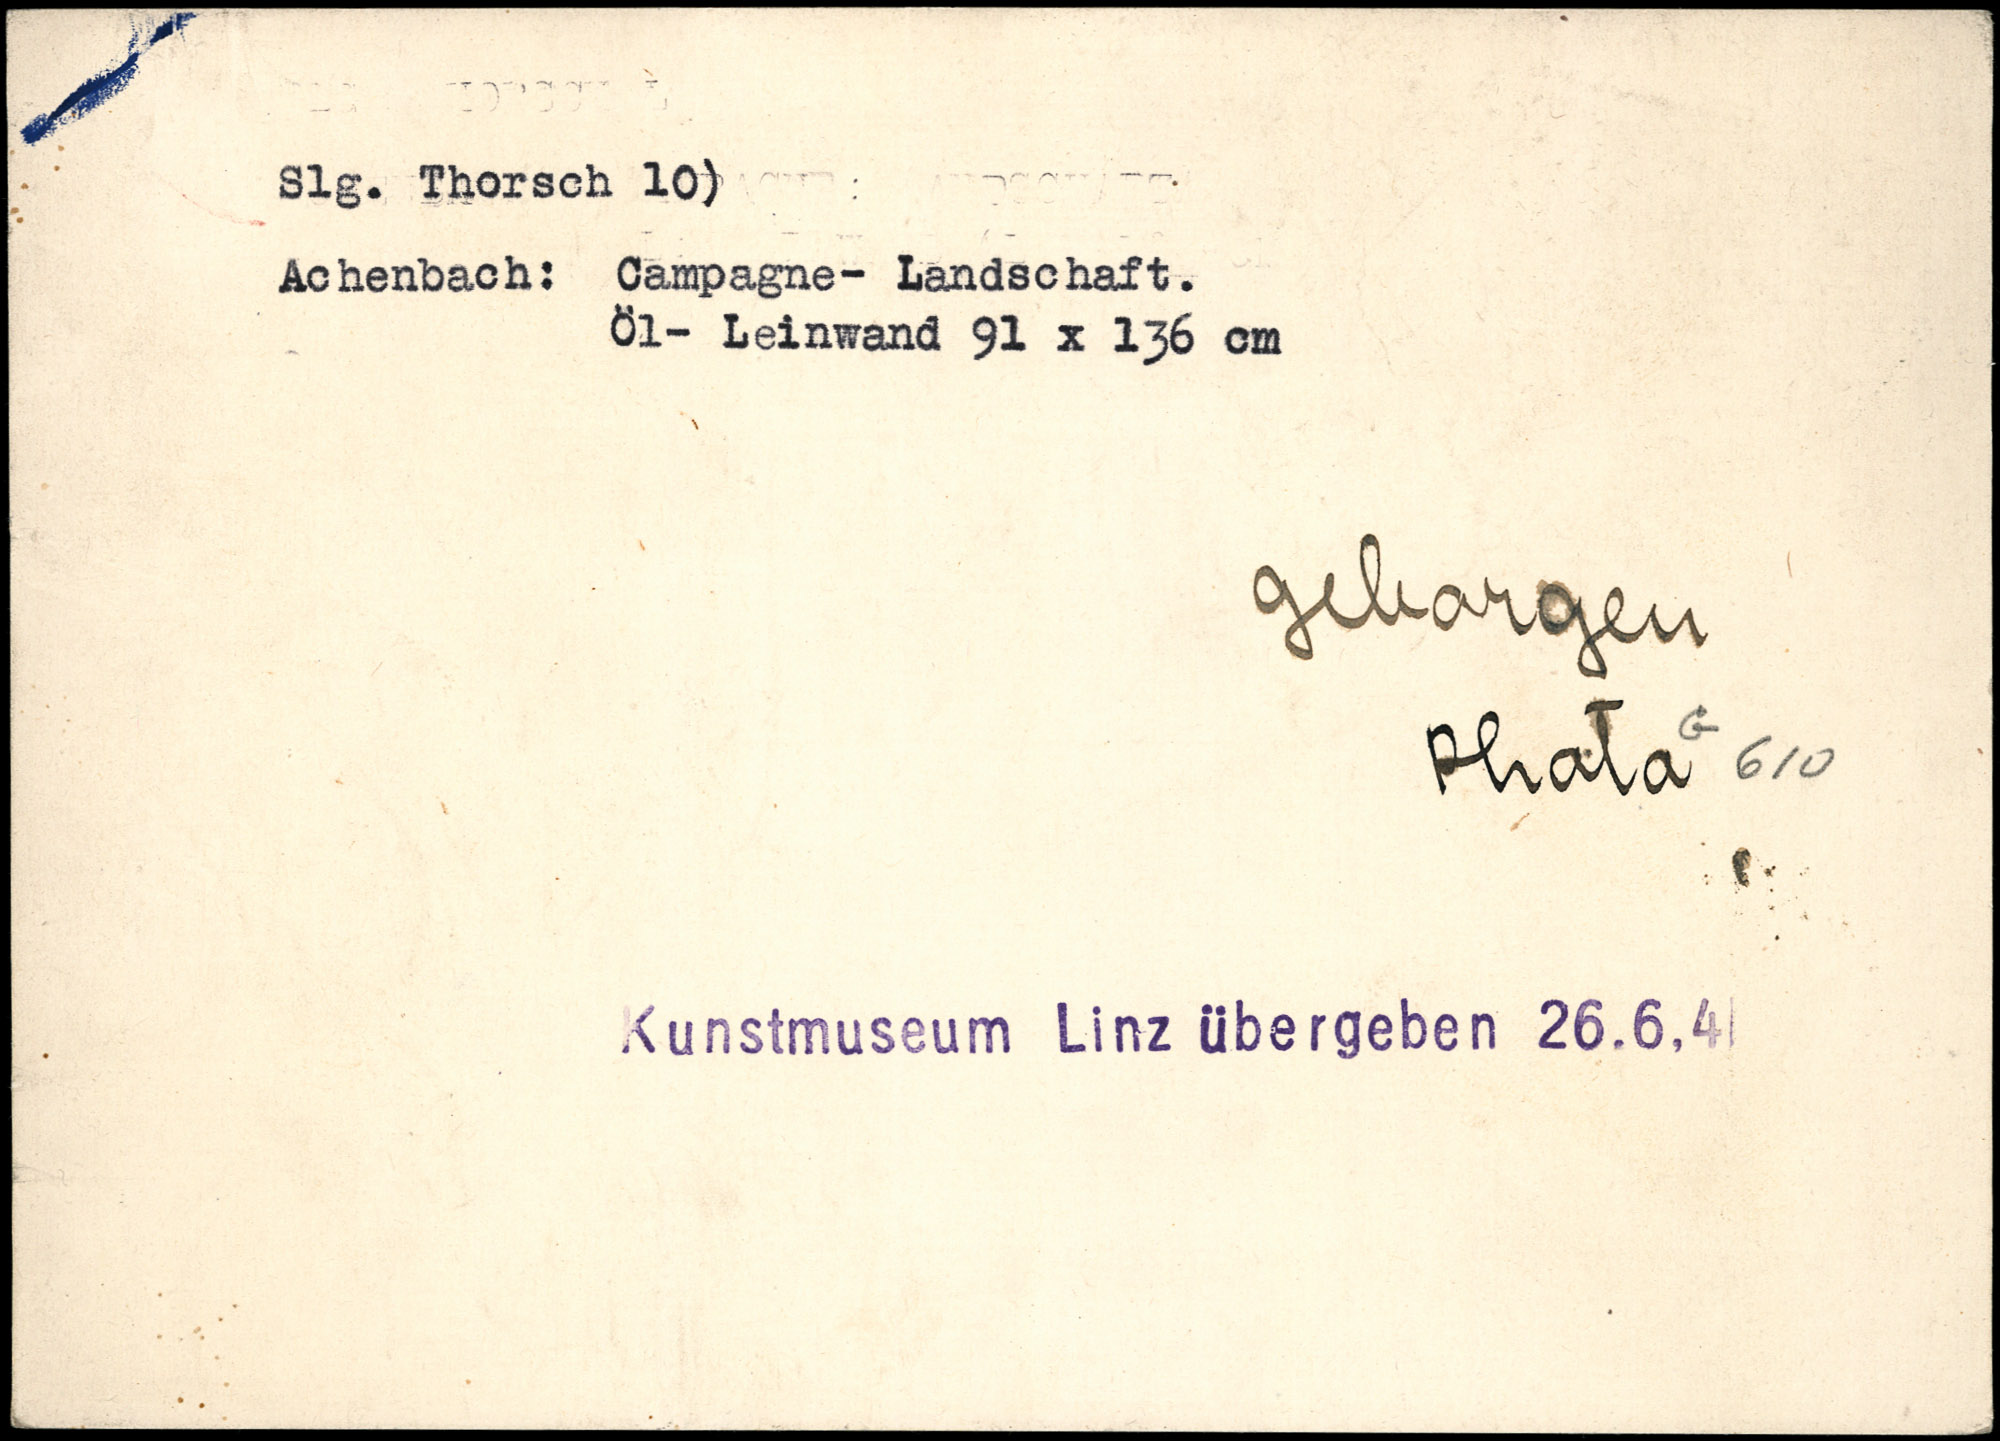 Slg. Thorsch 10)
Achenbach: Campagne- Landschaft.
Öl- Leinwand 91 x 136 cm
geborgen
Photo G 610
Kunstmuseum Linz übergeben 26.6,41